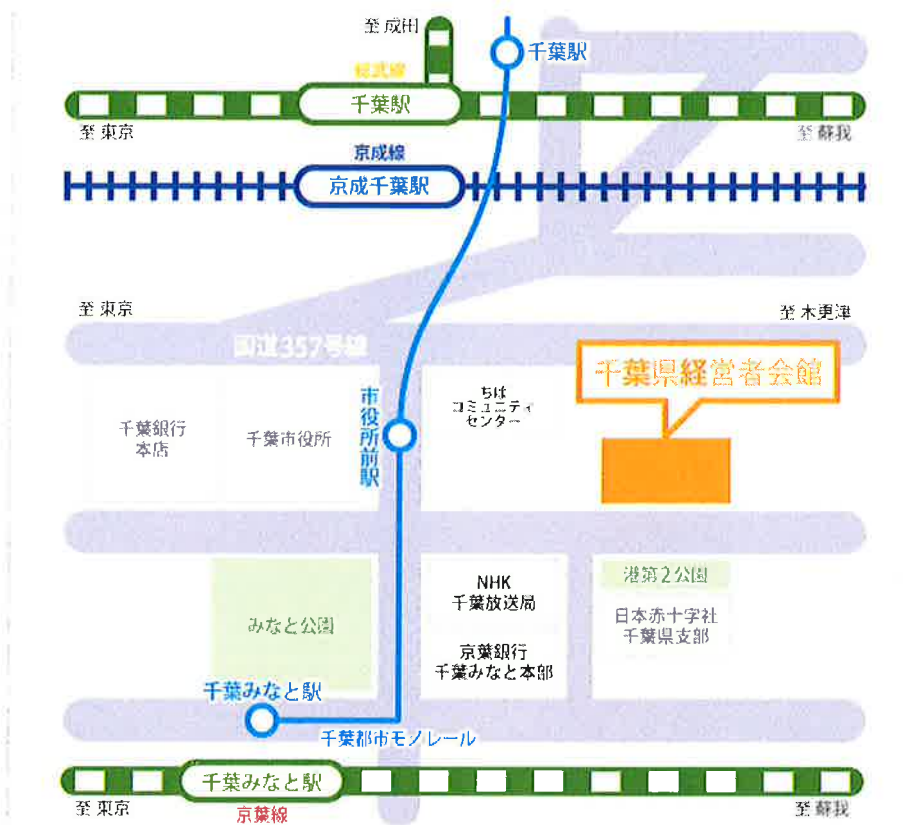 至 成田
千葉駅
総武線
千葉駅
至 東京
至 蘇我
京成線
京成千葉駅
至 東京
至 木更津
国道357号線
千葉県経営者会館
市役所前駅
ちば
コミュニティ
センター
千葉銀行
本店
千葉市役所
NHK
千葉放送局
港第2公園
みなと公園
日本赤十字社
千葉県支部
京葉銀行
千葉みなと本部
千葉みなと駅
千葉都市モノレール
千葉みなと駅
至 東京
京葉線
至 蘇我